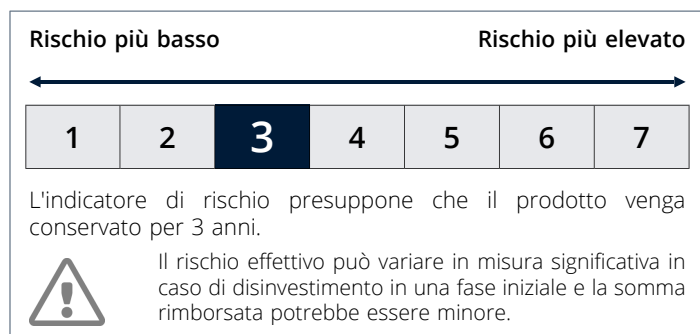 Rischio più basso Rischio più elevato
1 2 3 4 5 6 7
L'indicatore di rischio presuppone che il prodotto venga
conservato per 3 anni.
Il rischio effettivo può variare in misura significativa in
caso di disinvestimento in una fase iniziale e la somma
rimborsata potrebbe essere minore.